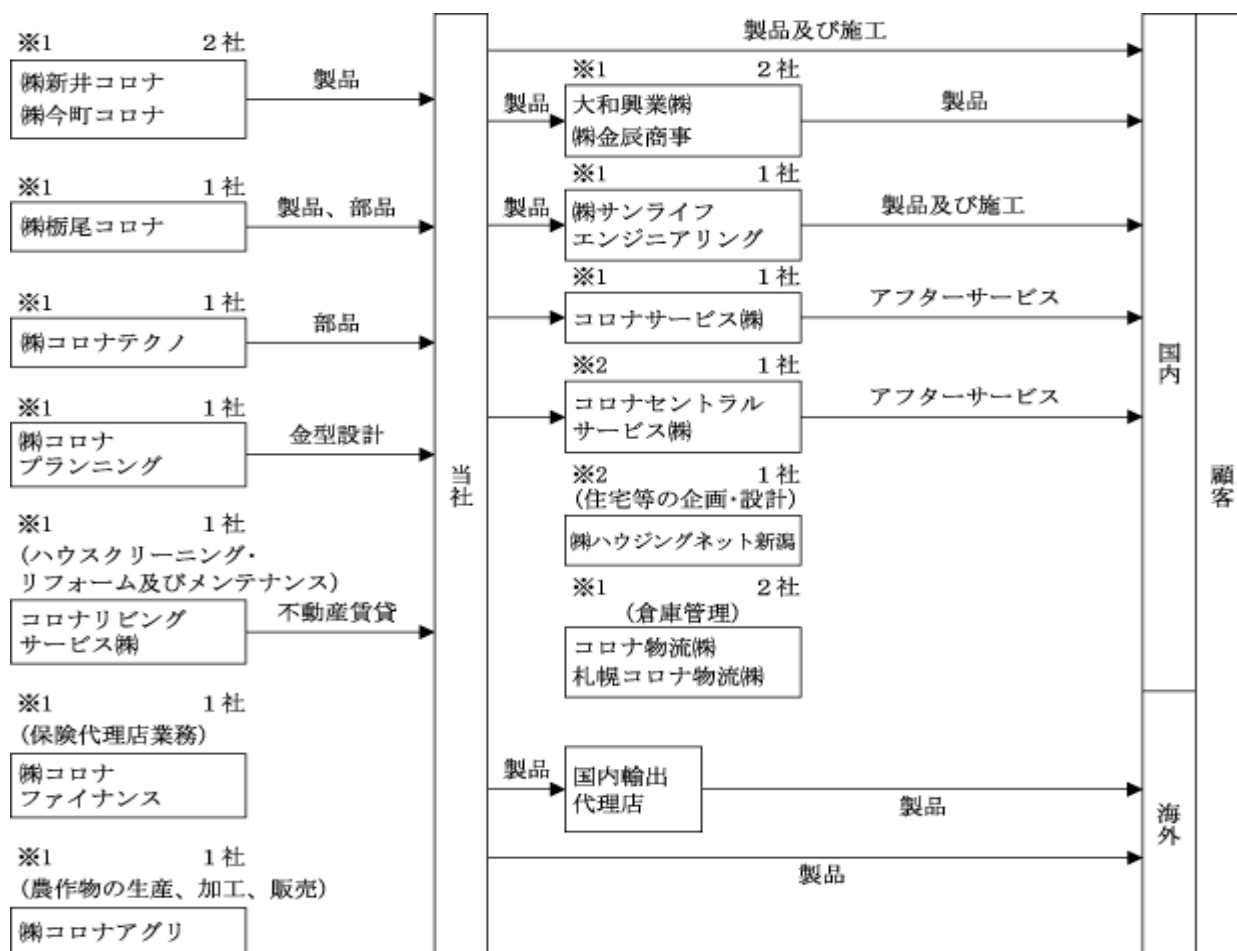 ※1 2社
㈱新井コロナ
㈱今町コロナ
製品
※1 1社
㈱栃尾コロナ
製品、部品
※1 1社
㈱コロナテクノ
部品
※1 1社
㈱コロナ
プランニング
金型設計
※1 1社
(ハウスクリーニング・
リフォーム及びメンテナンス)
コロナリビング
サービス㈱
不動産賃貸
※1 1社
(保険代理店業務)
㈱コロナ
ファイナンス
※1 1社
(農作物の生産、加工、販売)
㈱コロナアグリ
当社
製品及び施工
製品
※1 2社
大和興業㈱
㈱金辰商事
製品
製品
※1 1社
㈱サンライフ
エンジニアリング
製品及び施工
※1 1社
コロナサービス㈱
アフターサービス
※2 1社
コロナセントラル
サービス㈱
アフターサービス
※2 1社
(住宅等の企画・設計)
㈱ハウジングネット新潟
※1 2社
(倉庫管理)
コロナ物流㈱
札幌コロナ物流㈱
製品
国内輸出
代理店
製品
製品
国内
海外
顧客